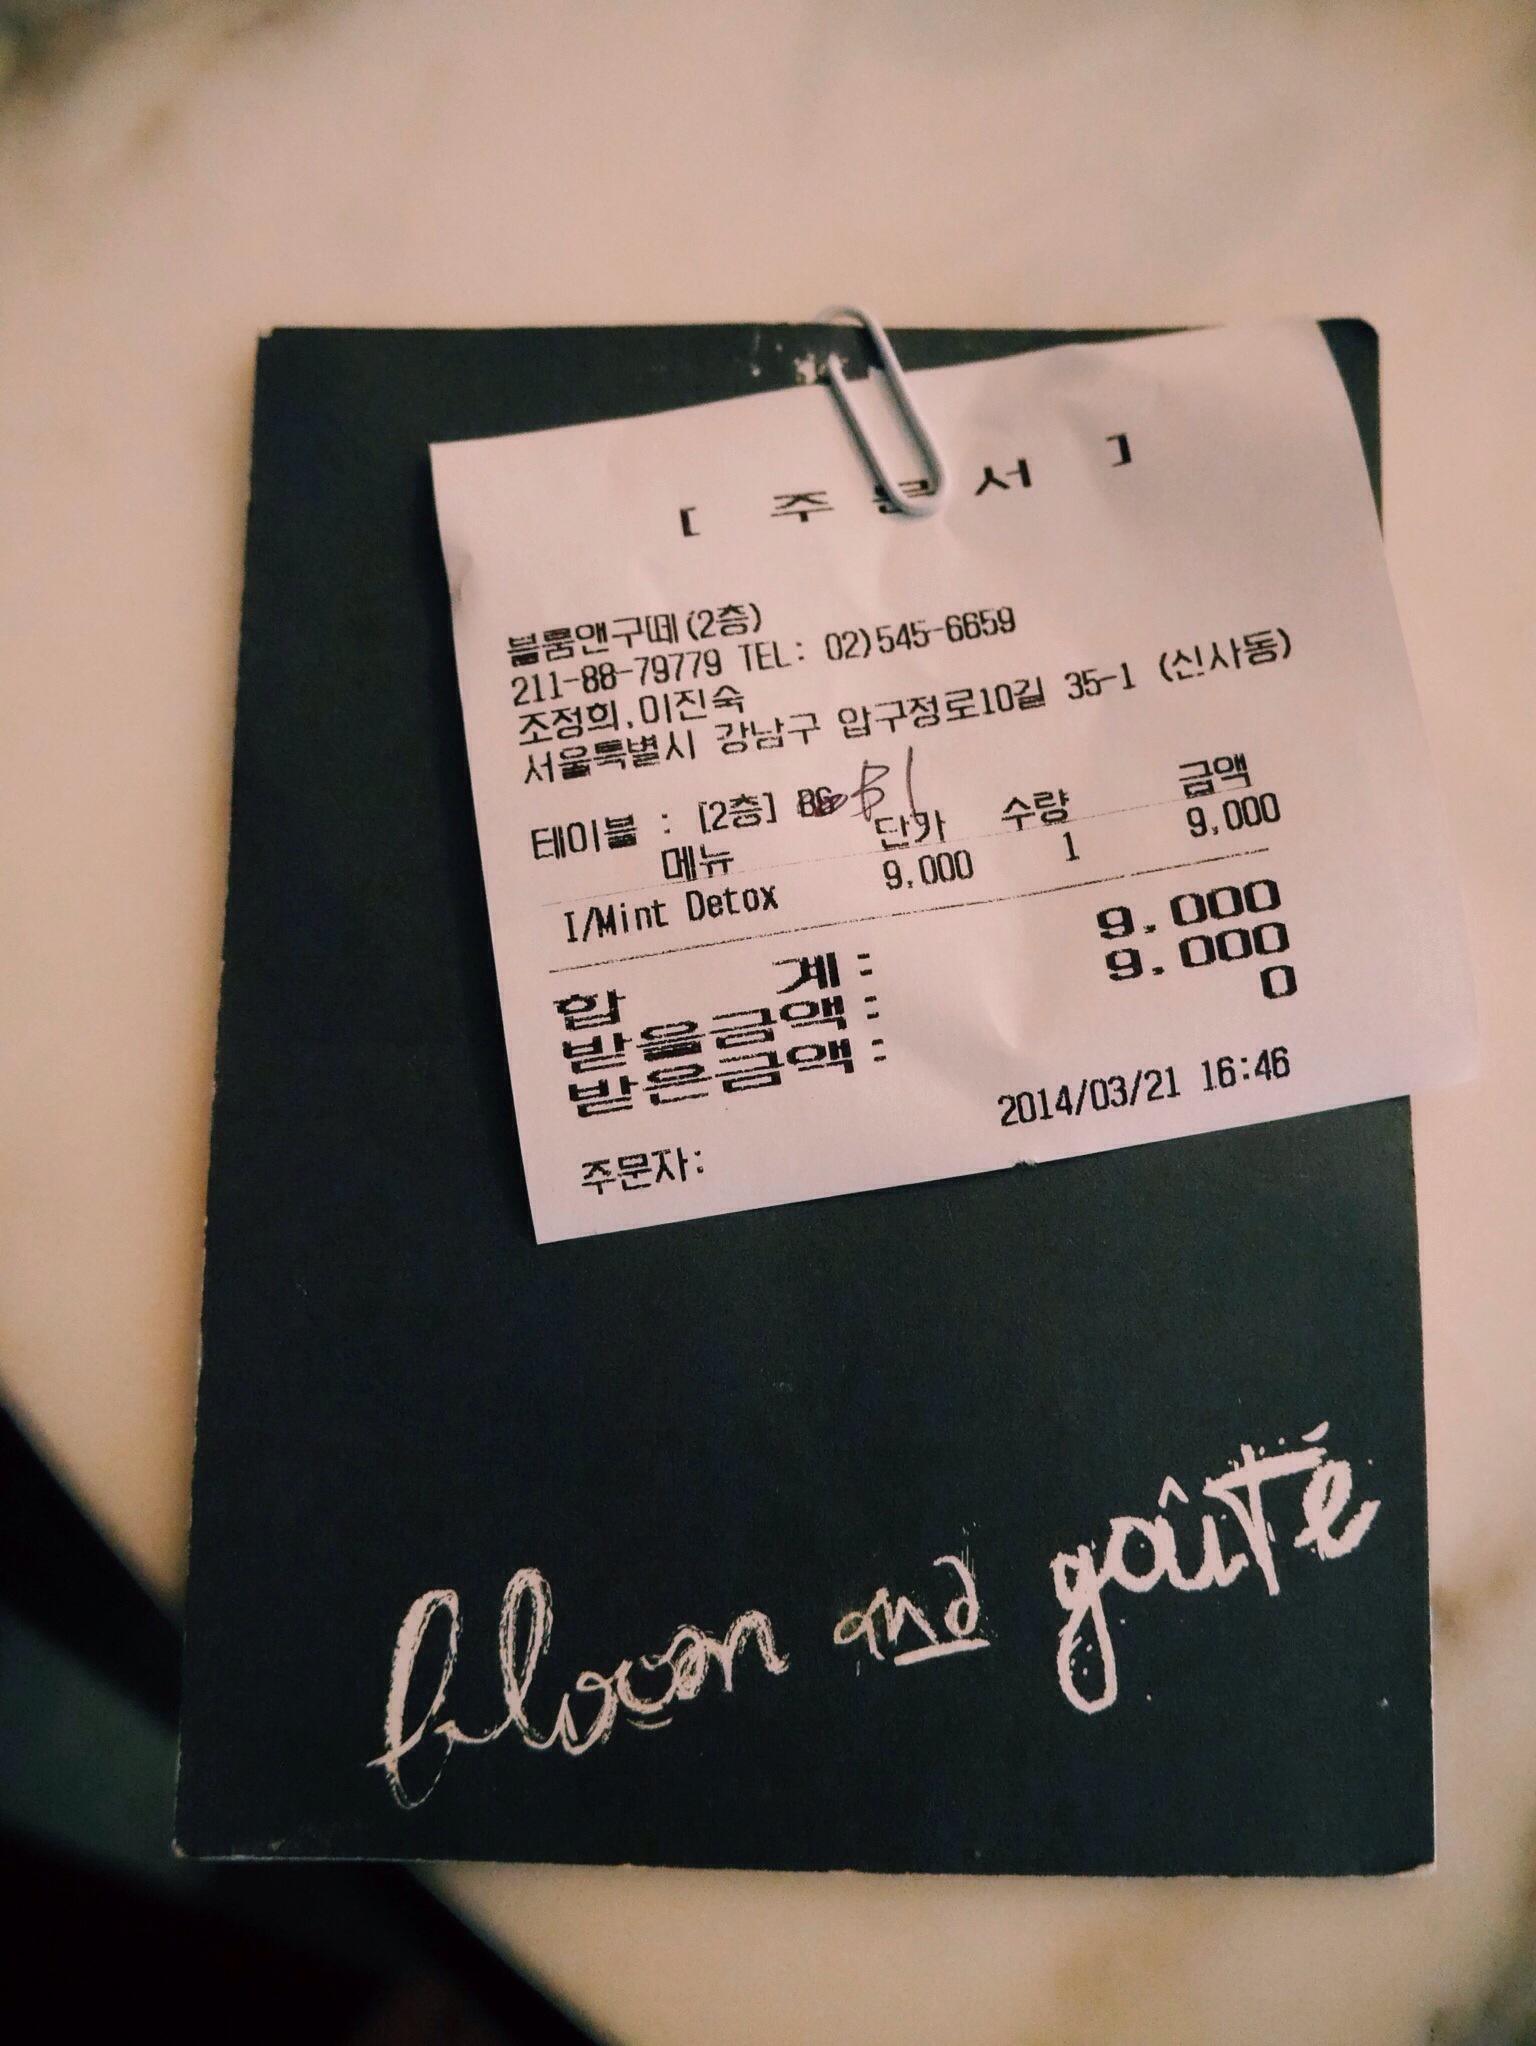 [ 주 문 서 ]
블룸앤구떼(2층)
211-88-79779 TEL: 02)545-6659
조정희,이진숙
서울특별시 강남구 압구정로10길 35-1 (신사동)
테이블 : [2층] B6 B1
메뉴 단가 수량 금액
I/Mint Detox 9,000 1 9,000
합 계: 9,000
받을금액: 9,000
받은금액: 0
2014/03/21 16:46
주문자:
bloom and goûté